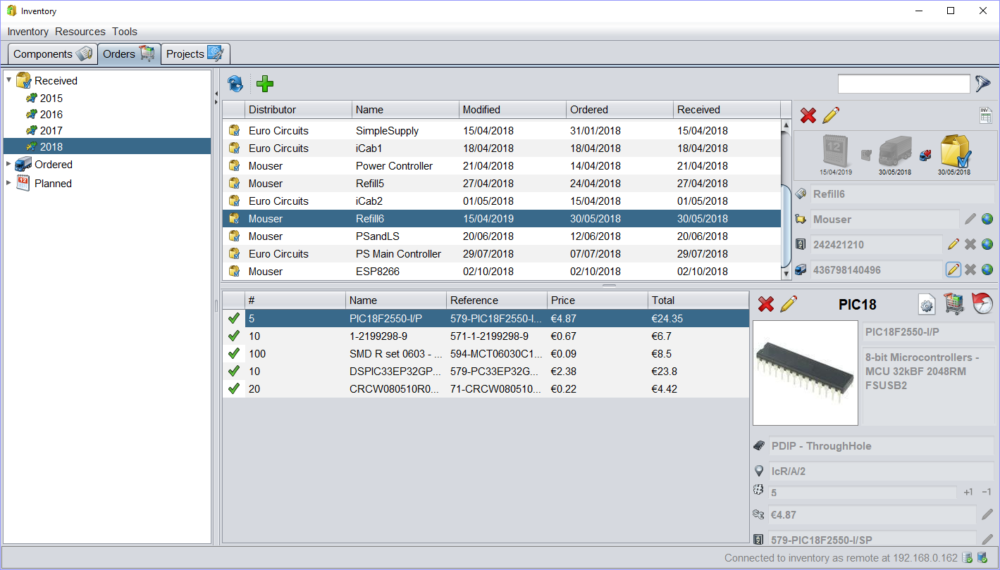 Inventory
Inventory Resources Tools
Components Orders Projects
Received
2015
2016
2017
2018
Ordered
Planned
Distributor Name Modified Ordered Received
Euro Circuits SimpleSupply 15/04/2018 31/01/2018 15/04/2018
Euro Circuits iCab1 18/04/2018 18/04/2018 18/04/2018
Mouser Power Controller 21/04/2018 14/04/2018 21/04/2018
Mouser Refill5 27/04/2018 24/04/2018 27/04/2018
Euro Circuits iCab2 01/05/2018 15/04/2018 01/05/2018
Mouser Refill6 15/04/2019 30/05/2018 30/05/2018
Mouser PSandLS 20/06/2018 12/06/2018 20/06/2018
Euro Circuits PS Main Controller 29/07/2018 07/07/2018 29/07/2018
Mouser ESP8266 02/10/2018 02/10/2018 02/10/2018
INV
12
15/04/2019 30/05/2018 30/05/2018
Refill6
Mouser
242421210
436798140496
# Name Reference Price Total
5 PIC18F2550-I/P 579-PIC18F2550-I... €4.87 €24.35
10 1-2199298-9 571-1-2199298-9 €0.67 €6.7
100 SMD R set 0603 - ... 594-MCT06030C1... €0.09 €8.5
10 DSPIC33EP32GP... 579-PC33EP32G... €2.38 €23.8
20 CRCW080510R0... 71-CRCW080510... €0.22 €4.42
PIC18
PIC18F2550-I/P
8-bit Microcontrollers -
MCU 32kBF 2048RM
FSUSB2
PDIP - ThroughHole
IcR/A/2
5 +1 -1
€4.87
579-PIC18F2550-I/SP
Connected to inventory as remote at 192.168.0.162